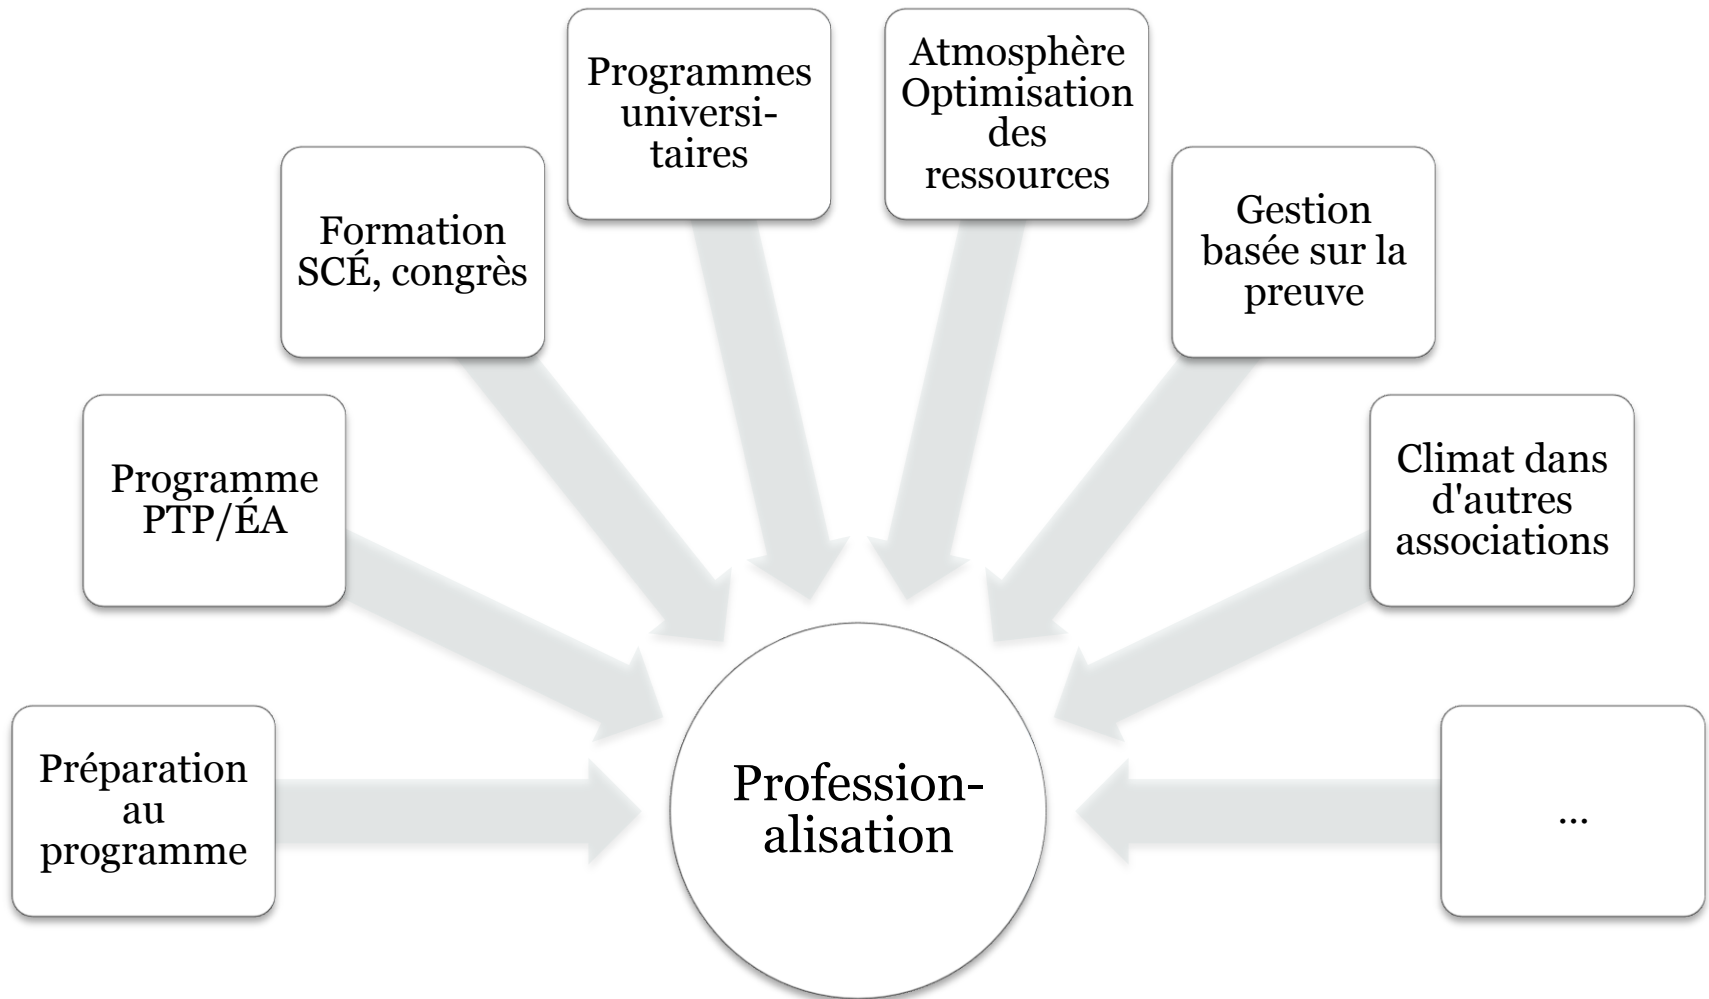 Préparation
au
programme
Programme
PTP/ÉA
Formation
SCÉ, congrès
Programmes
universi-
taires
Atmosphère
Optimisation
des
ressources
Gestion
basée sur la
preuve
Climat dans
d'autres
associations
...
Profession-
alisation